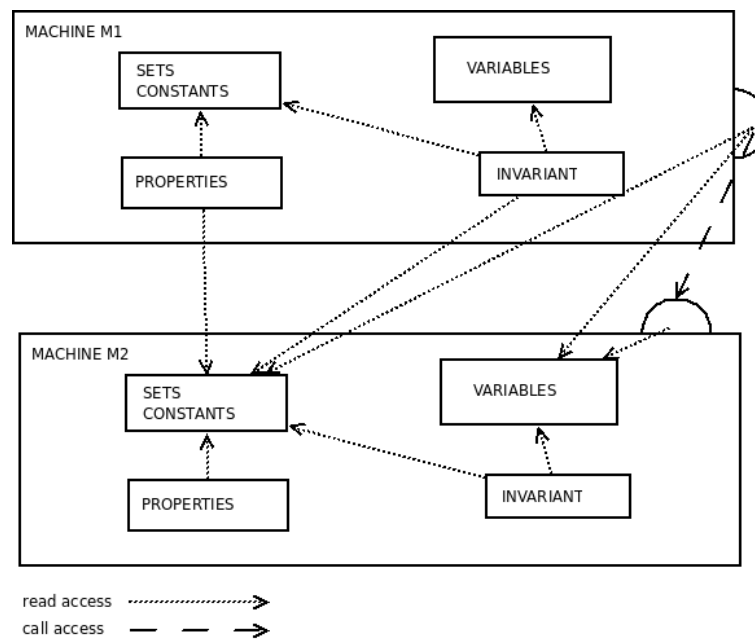 MACHINE M1
SETS
CONSTANTS
VARIABLES
PROPERTIES
INVARIANT
MACHINE M2
SETS
CONSTANTS
VARIABLES
PROPERTIES
INVARIANT
read access
call access